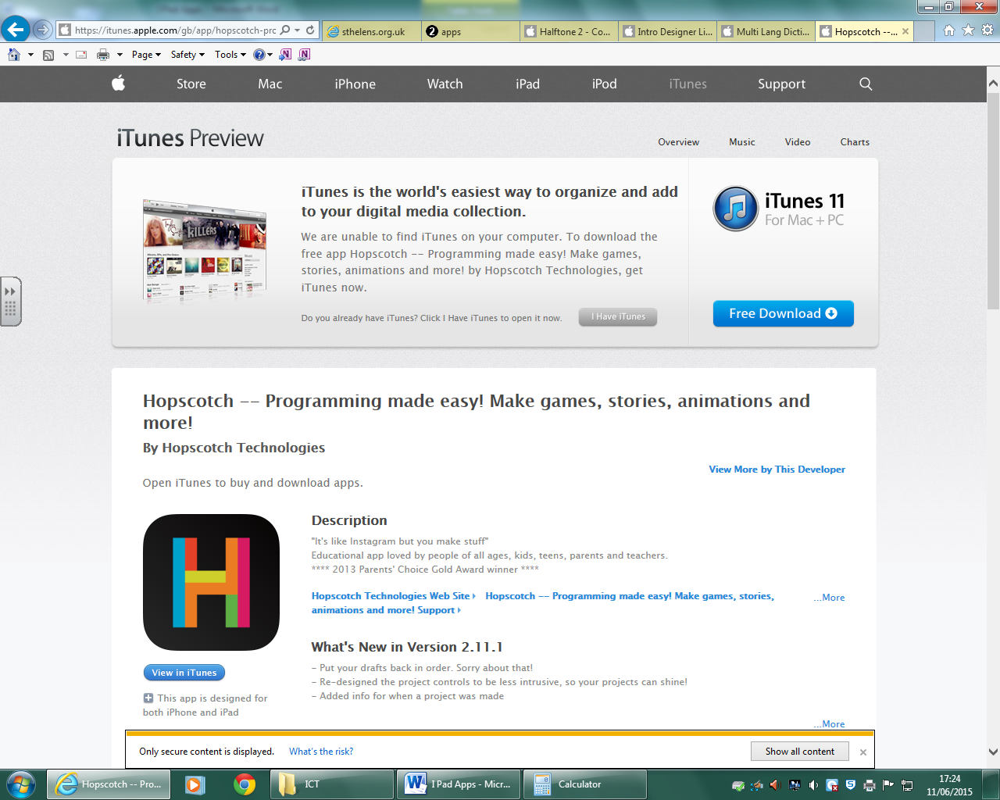 https://itunes.apple.com/gb/app/hopscotch-prc
sthelens.org.uk
2 apps
Halftone 2 - Co...
Intro Designer Li...
Multi Lang Dicti...
Hopscotch --...
Page Safety Tools
Store Mac iPhone Watch iPad iPod iTunes Support
iTunes Preview
Overview Music Video Charts
iTunes is the world's easiest way to organize and add
to your digital media collection.
We are unable to find iTunes on your computer. To download the
free app Hopscotch -- Programming made easy! Make games,
stories, animations and more! by Hopscotch Technologies, get
iTunes now.
Do you already have iTunes? Click I Have iTunes to open it now.
I Have iTunes
iTunes 11
For Mac + PC
Free Download
KILLERS
Hopscotch -- Programming made easy! Make games, stories, animations and
more!
By Hopscotch Technologies
View More by This Developer
Open iTunes to buy and download apps.
H
View in iTunes
This app is designed for
both iPhone and iPad
Description
"It's like Instagram but you make stuff"
Educational app loved by people of all ages, kids, teens, parents and teachers.
**** 2013 Parents' Choice Gold Award winner ****
Hopscotch Technologies Web Site
Hopscotch -- Programming made easy! Make games, stories,
animations and more! Support
...More
What's New in Version 2.11.1
- Put your drafts back in order. Sorry about that!
- Re-designed the project controls to be less intrusive, so your projects can shine!
- Added info for when a project was made
...More
Only secure content is displayed. What's the risk?
Show all content
Hopscotch -- Pro...
ICT
I Pad Apps - Micr...
Calculator
17:24
11/06/2015